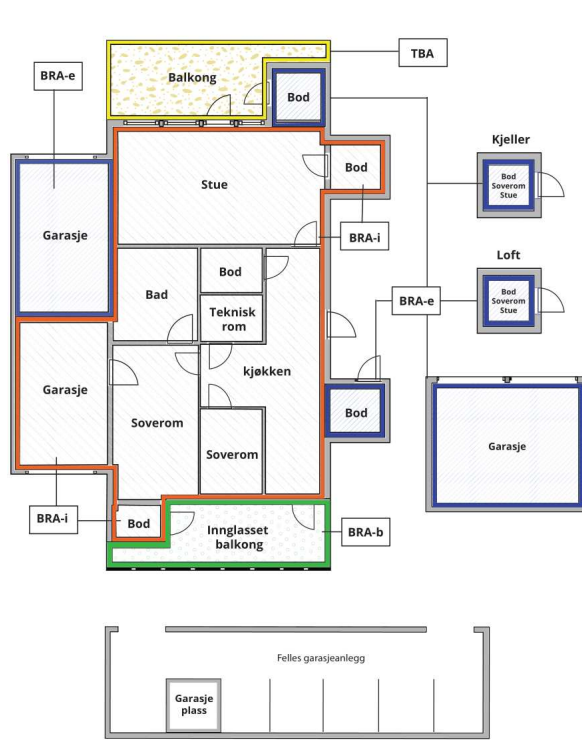 TBA
BRA-e
Balkong
Bod
Kjeller
Stue
Bod
Bod
Soverom
Stue
Garasje
BRA-i
Loft
Bod
Bad
BRA-e
Bod
Soverom
Stue
Teknisk
rom
Garasje
kjøkken
Bod
Soverom
Garasje
Soverom
BRA-i
Bod
Innglasset
balkong
BRA-b
Felles garasjeanlegg
Garasje
plass